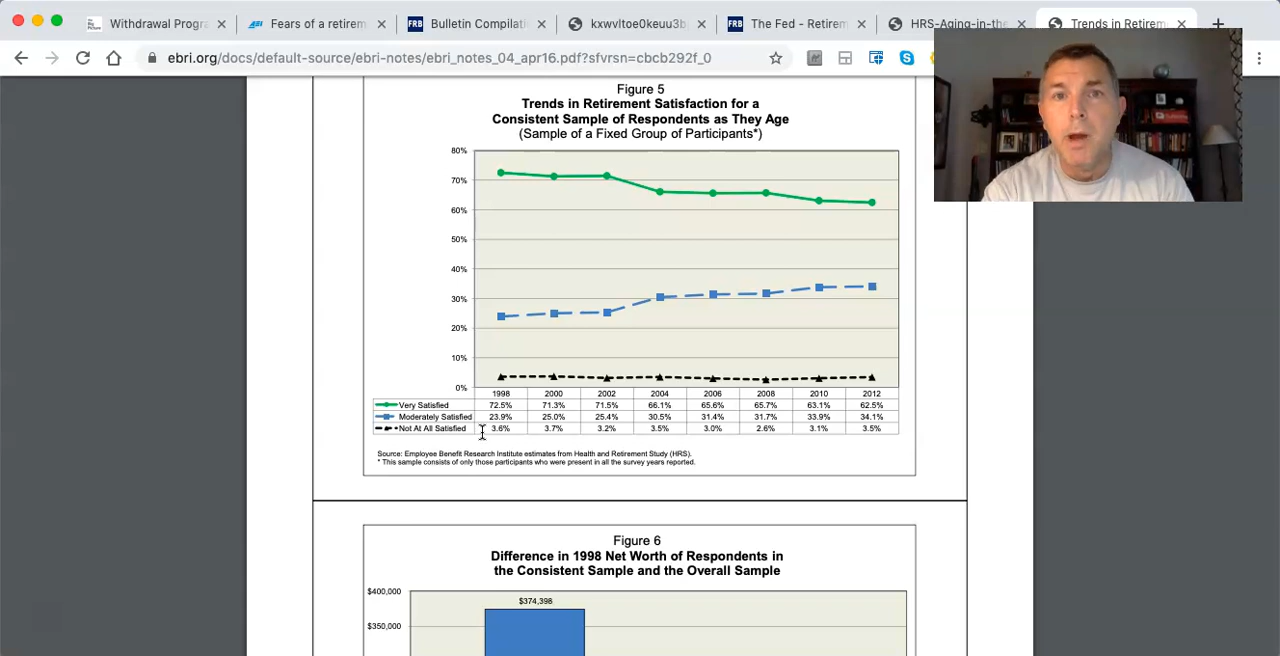 Withdrawal Progra
Fears of a retirem
FRB Bulletin Compilati
kxwvltoe0keuu3b
FRB The Fed - Retirem
HRS-Aging-in-the
Trends in Retirem
ebri.org/docs/default-source/ebri-notes/ebri_notes_04_apr16.pdf?sfvrsn=cbcb292f_0
Figure 5
Trends in Retirement Satisfaction for a
Consistent Sample of Respondents as They Age
(Sample of a Fixed Group of Participants*)
80%
70%
60%
50%
40%
30%
20%
10%
0%
1998 2000 2002 2004 2006 2008 2010 2012
Very Satisfied 72.5% 71.3% 71.5% 66.1% 65.6% 65.7% 63.1% 62.5%
Moderately Satisfied 23.9% 25.0% 25.4% 30.5% 31.4% 31.7% 33.9% 34.1%
Not At All Satisfied 3.6% 3.7% 3.2% 3.5% 3.0% 2.6% 3.1% 3.5%
Source: Employee Benefit Research Institute estimates from Health and Retirement Study (HRS).
* This sample consists of only those participants who were present in all the survey years reported.
Figure 6
Difference in 1998 Net Worth of Respondents in
the Consistent Sample and the Overall Sample
$400,000
$374,398
$350,000